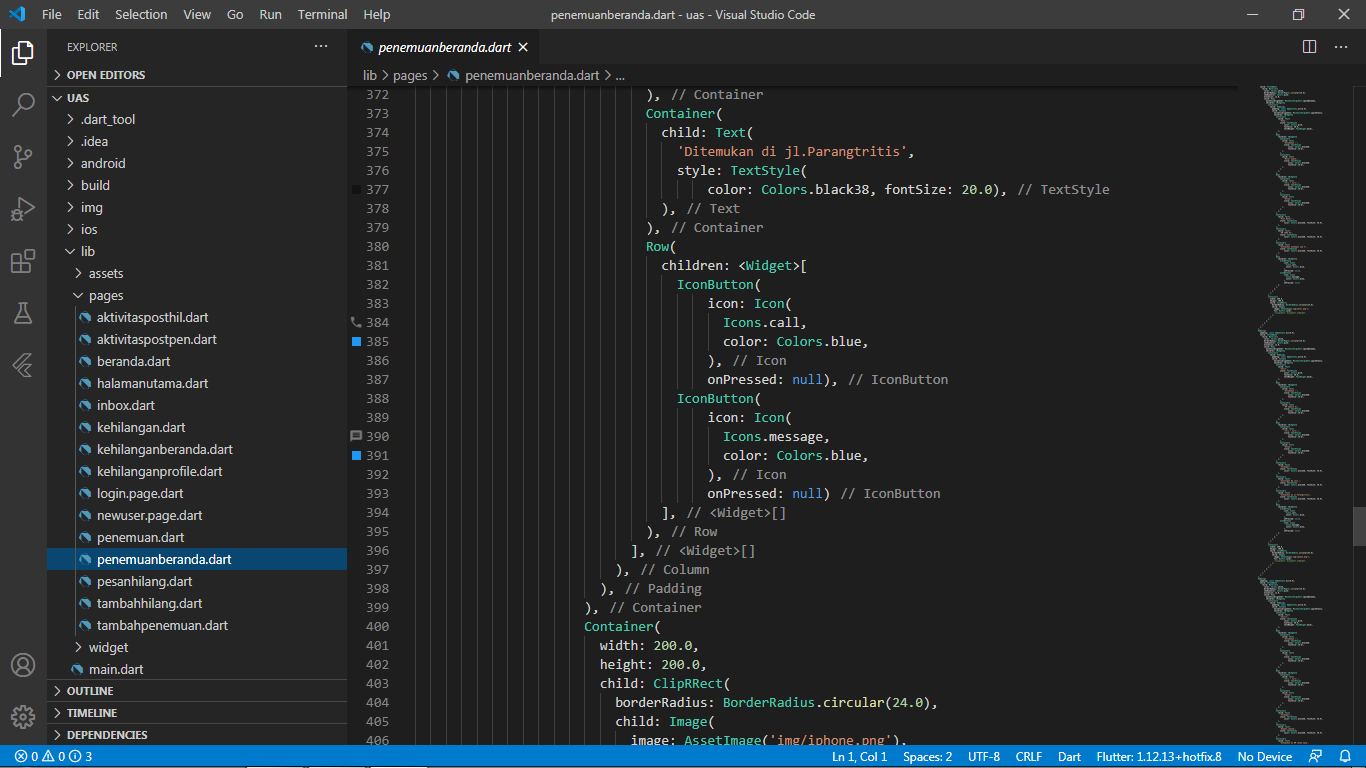 File Edit Selection View Go Run Terminal Help
penemuanberanda.dart - uas - Visual Studio Code
EXPLORER
OPEN EDITORS
UAS
.dart_tool
.idea
android
build
img
ios
lib
assets
pages
aktivitasposthil.dart
aktivitaspostpen.dart
beranda.dart
halamanutama.dart
inbox.dart
kehilangan.dart
kehilanganberanda.dart
kehilanganprofile.dart
login.page.dart
newuser.page.dart
penemuan.dart
penemuanberanda.dart
pesanhilang.dart
tambahhilang.dart
tambahpenemuan.dart
widget
main.dart
OUTLINE
TIMELINE
DEPENDENCIES
penemuanberanda.dart
lib > pages > penemuanberanda.dart > ...
372 ), // Container
373 Container(
374 child: Text(
375 'Ditemukan di jl.Parangtritis',
376 style: TextStyle(
377 color: Colors.black38, fontSize: 20.0), // TextStyle
378 ), // Text
379 ), // Container
380 Row(
381 children: <Widget>[
382 IconButton(
383 icon: Icon(
384 Icons.call,
385 color: Colors.blue,
386 ), // Icon
387 onPressed: null), // IconButton
388 IconButton(
389 icon: Icon(
390 Icons.message,
391 color: Colors.blue,
392 ), // Icon
393 onPressed: null) // IconButton
394 ], // <Widget>[]
395 ), // Row
396 ], // <Widget>[]
397 ), // Column
398 ), // Padding
399 ), // Container
400 Container(
401 width: 200.0,
402 height: 200.0,
403 child: ClipRRect(
404 borderRadius: BorderRadius.circular(24.0),
405 child: Image(
406 image: AssetImage('img/iphone.png'),
0 0 3 Ln 1, Col 1 Spaces: 2 UTF-8 CRLF Dart Flutter: 1.12.13+hotfix.8 No Device